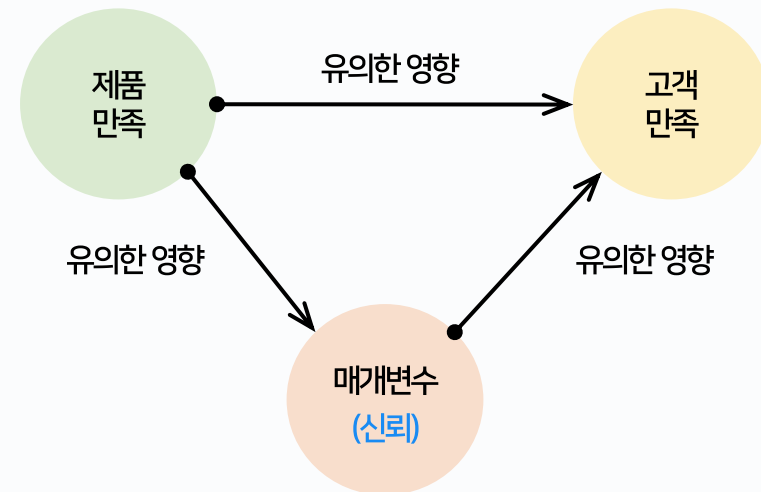 제품
만족
유의한 영향
고객
만족
유의한 영향
유의한 영향
매개변수
(신뢰)